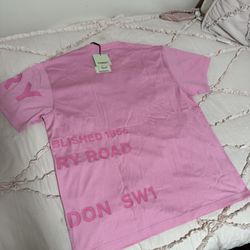 Y
BLISHED 1856
RY ROAD
DON SW1